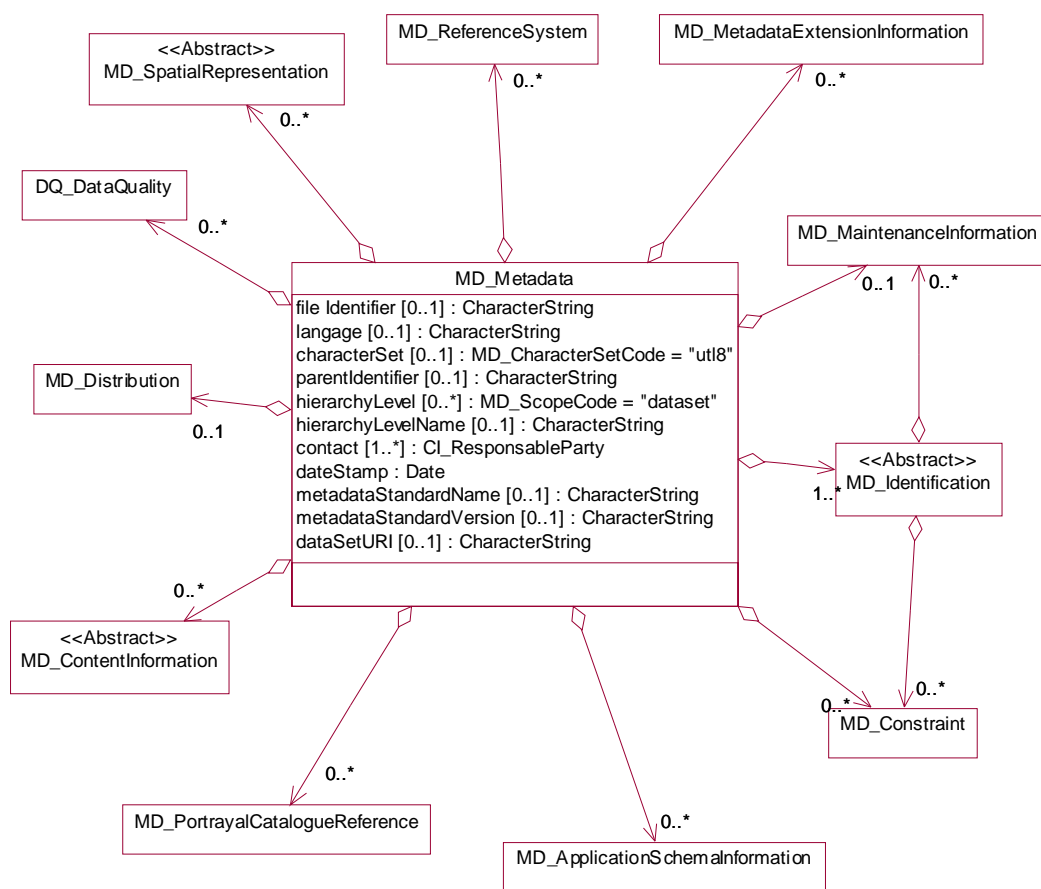 MD_ReferenceSystem
0..*
MD_MetadataExtensionInformation
0..*
<<Abstract>>
MD_SpatialRepresentation
0..*
DQ_DataQuality
0..*
MD_MaintenanceInformation
0..1
0..*
MD_Metadata
file Identifier [0..1] : CharacterString
langage [0..1] : CharacterString
characterSet [0..1] : MD_CharacterSetCode = "utl8"
parentIdentifier [0..1] : CharacterString
hierarchyLevel [0..*] : MD_ScopeCode = "dataset"
hierarchyLevelName [0..1] : CharacterString
contact [1..*] : CI_ResponsableParty
dateStamp : Date
metadataStandardName [0..1] : CharacterString
metadataStandardVersion [0..1] : CharacterString
dataSetURI [0..1] : CharacterString
MD_Distribution
0..1
<<Abstract>>
MD_Identification
1..*
0..*
<<Abstract>>
MD_ContentInformation
0..*
0..*
MD_Constraint
0..*
MD_PortrayalCatalogueReference
0..*
MD_ApplicationSchemaInformation